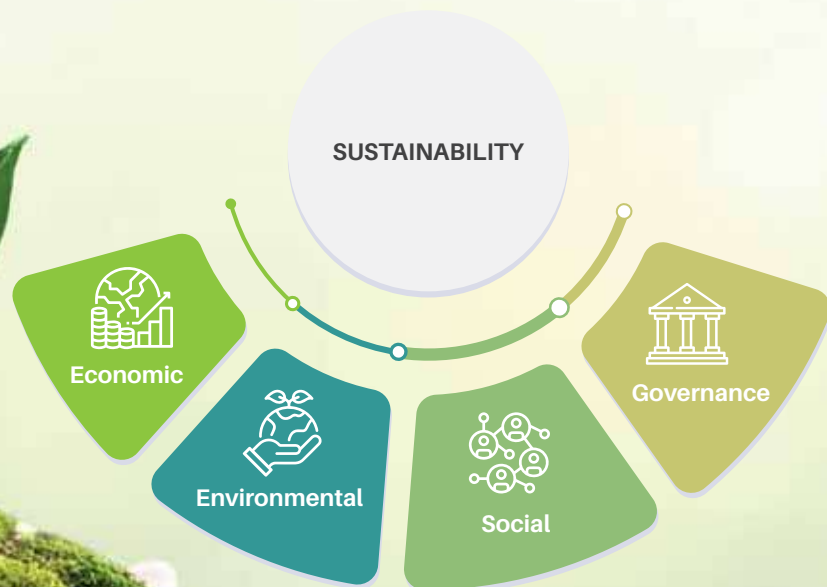 SUSTAINABILITY
Economic
Environmental
Social
Governance